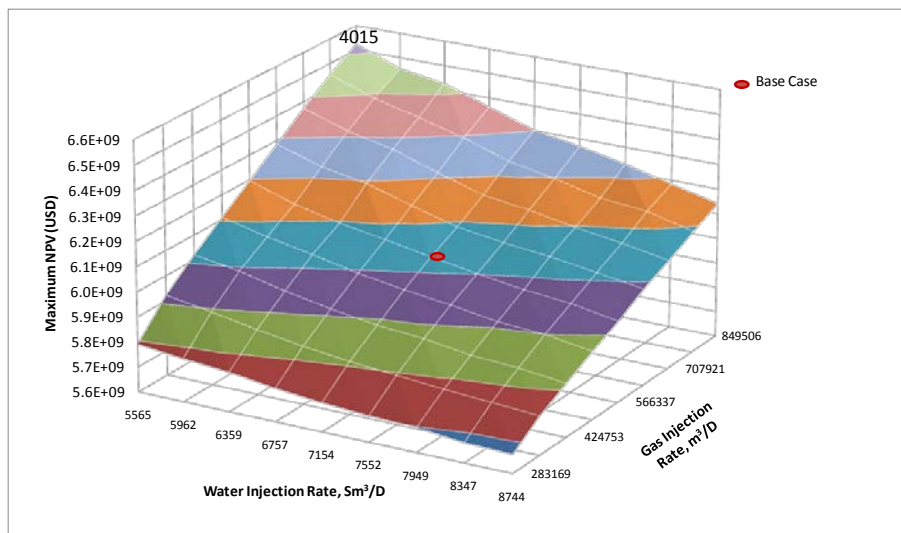 4015
Base Case
6.6E+09
6.5E+09
6.4E+09
6.3E+09
6.2E+09
6.1E+09
6.0E+09
5.9E+09
5.8E+09
5.7E+09
5.6E+09
Maximum NPV (USD)
5565
5962
6359
6757
7154
7552
7949
8347
8744
Water Injection Rate, Sm³/D
283169
424753
566337
707921
849506
Gas Injection
Rate, m³/D